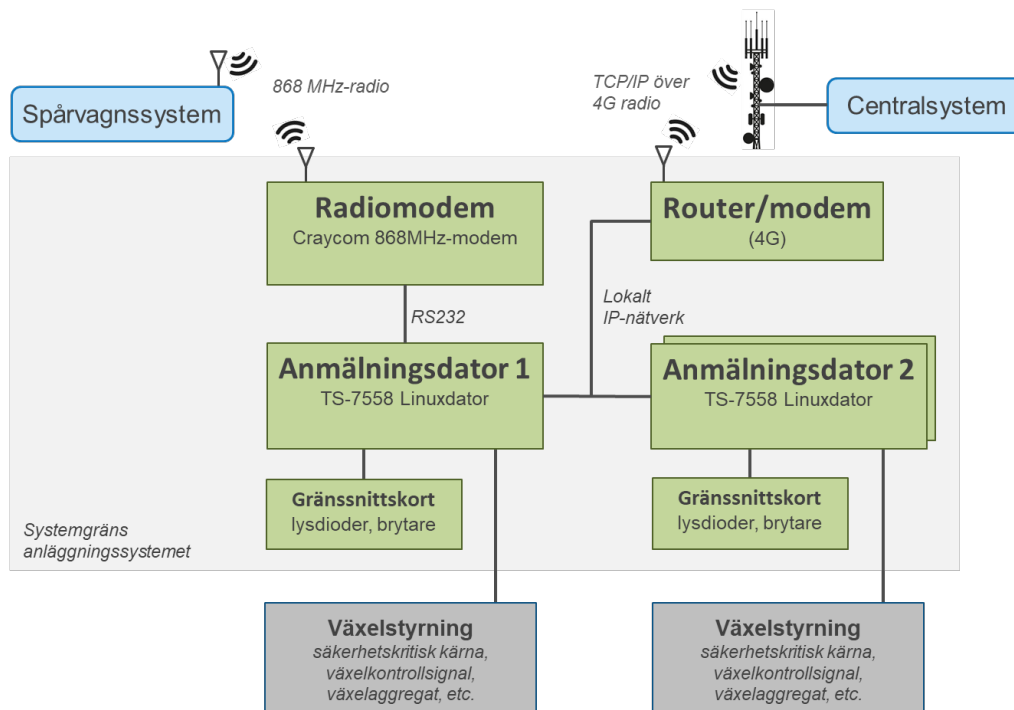 868 MHz-radio
TCP/IP över
4G radio
Spårvagnssystem
Centralsystem
Radiomodem
Craycom 868MHz-modem
Router/modem
(4G)
RS232
Lokalt
IP-nätverk
Anmälningsdator 1
TS-7558 Linuxdator
Anmälningsdator 2
TS-7558 Linuxdator
Gränssnittskort
lysdioder, brytare
Gränssnittskort
lysdioder, brytare
Systemgräns
anläggningssystemet
Växelstyrning
säkerhetskritisk kärna,
växelkontrollsignal,
växelaggregat, etc.
Växelstyrning
säkerhetskritisk kärna,
växelkontrollsignal,
växelaggregat, etc.